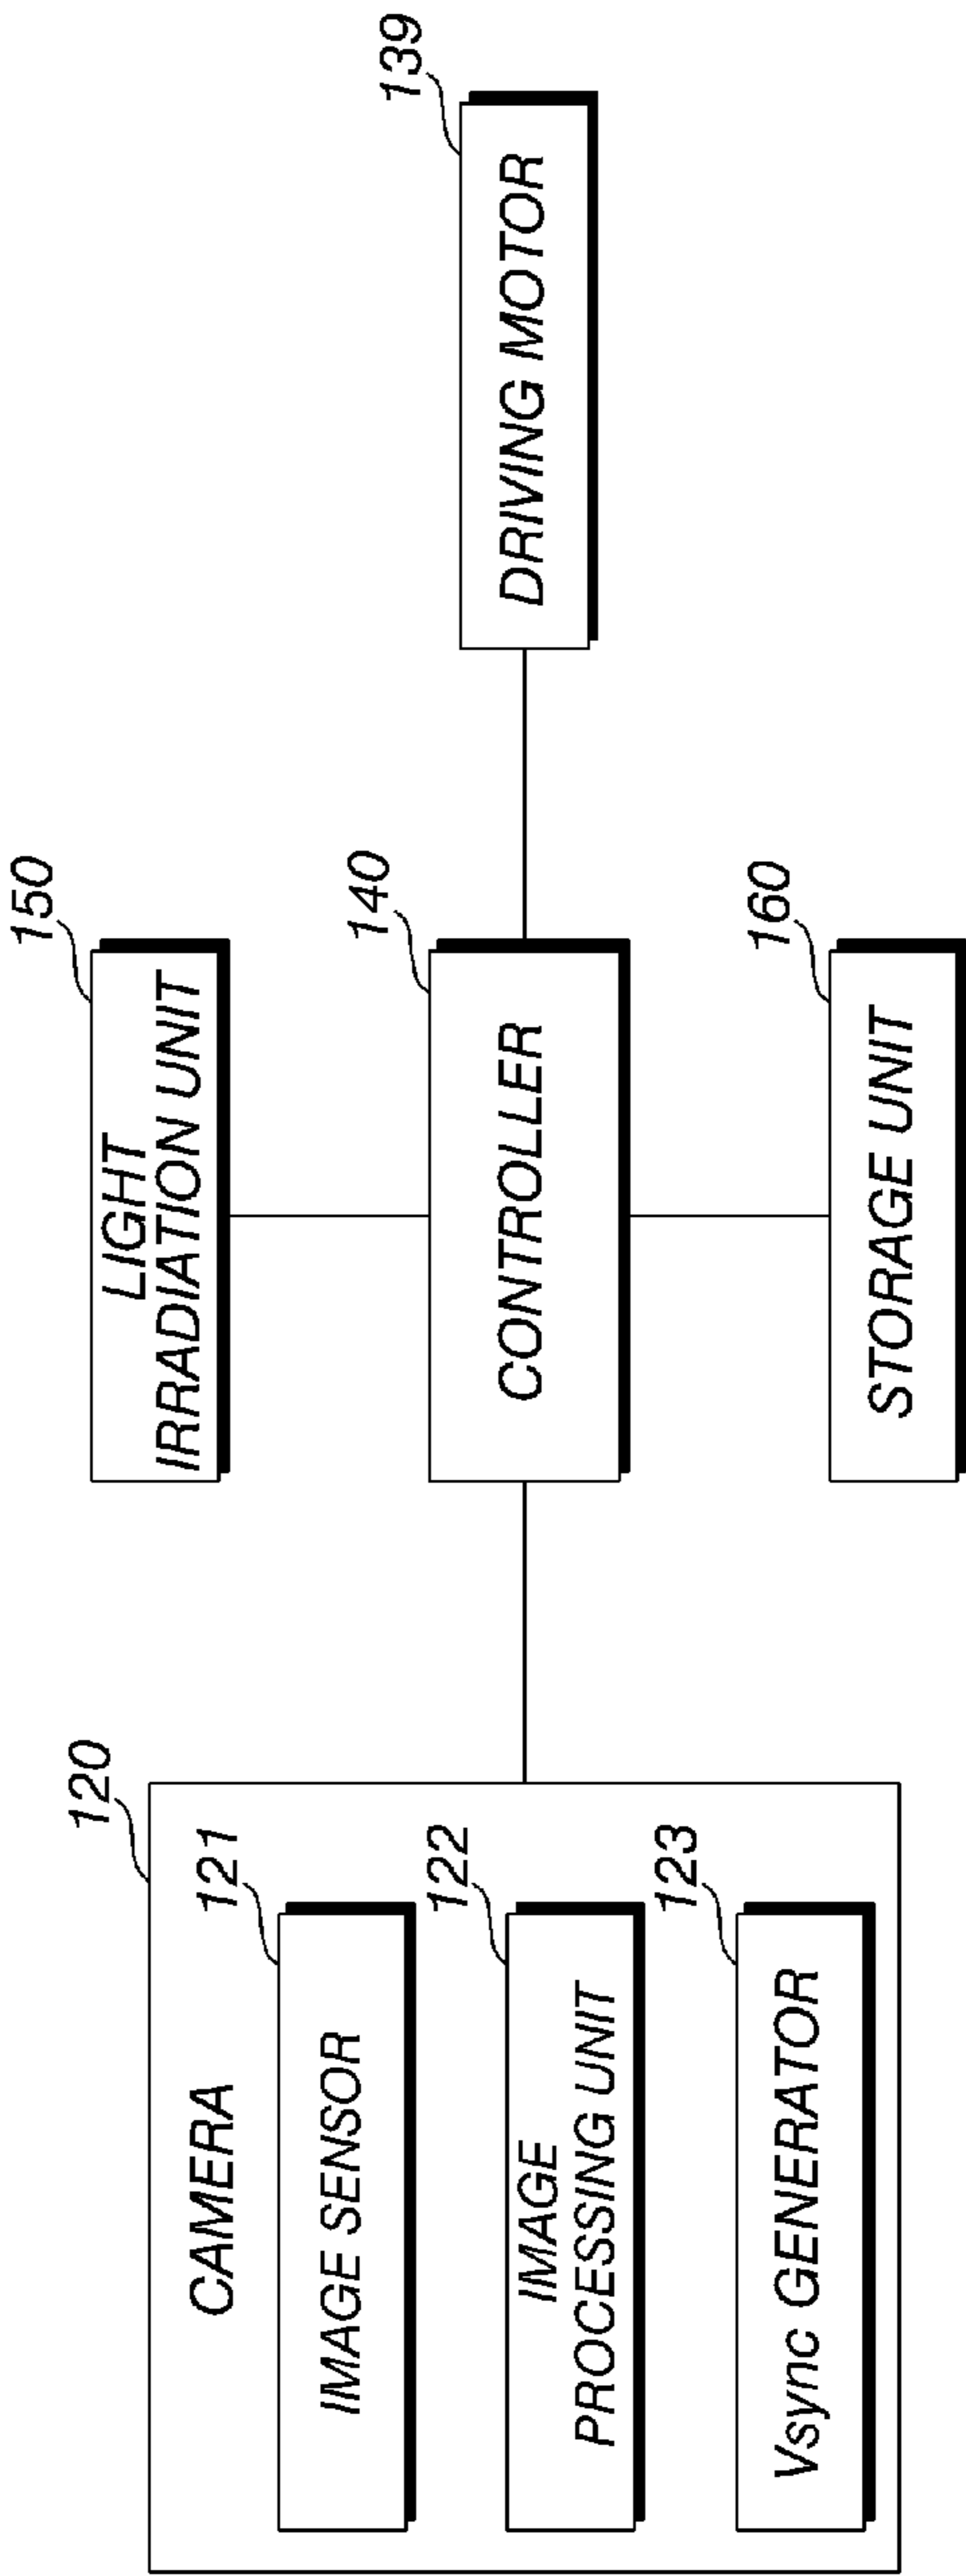 120
CAMERA
121
IMAGE SENSOR
122
IMAGE
PROCESSING UNIT
123
Vsync GENERATOR
150
LIGHT
IRRADIATION UNIT
140
CONTROLLER
160
STORAGE UNIT
139
DRIVING MOTOR